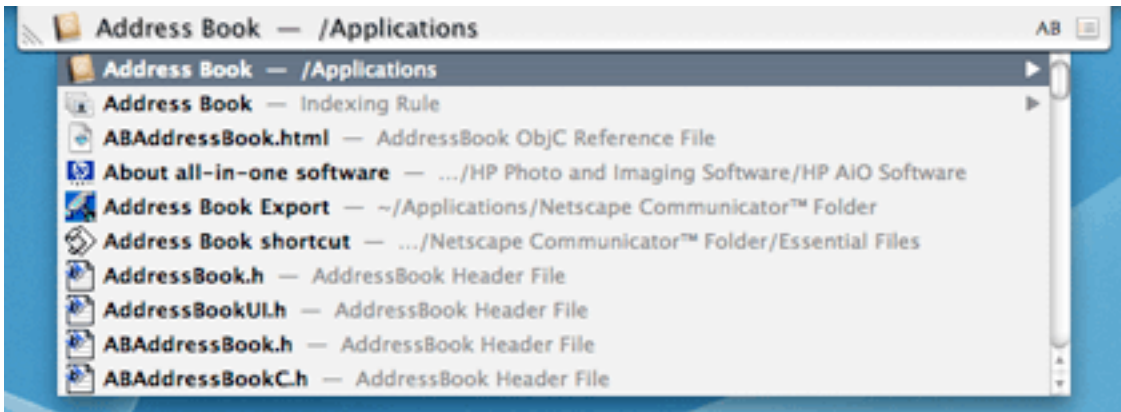 Address Book — /Applications AB
Address Book — /Applications
Address Book — Indexing Rule
ABAddressBook.html — AddressBook ObjC Reference File
About all-in-one software — .../HP Photo and Imaging Software/HP AiO Software
Address Book Export — ~/Applications/Netscape Communicator™ Folder
Address Book shortcut — .../Netscape Communicator™ Folder/Essential Files
AddressBook.h — AddressBook Header File
AddressBookUI.h — AddressBook Header File
ABAddressBook.h — AddressBook Header File
ABAddressBookC.h — AddressBook Header File